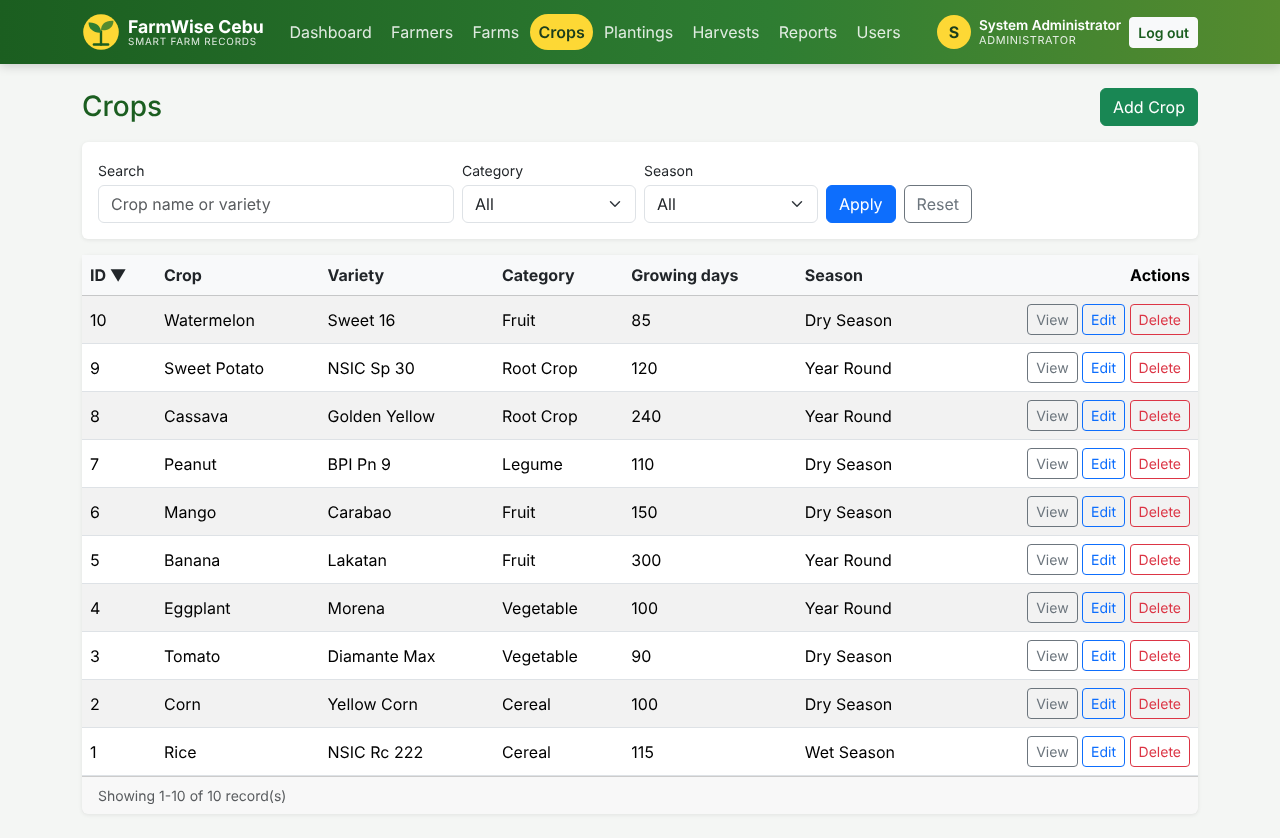 FarmWise Cebu
SMART FARM RECORDS
Dashboard Farmers Farms Crops Plantings Harvests Reports Users
S
System Administrator
ADMINISTRATOR
Log out
Crops
Add Crop
Search Category Season
Crop name or variety All All Apply Reset
ID ▼ Crop Variety Category Growing days Season Actions
10 Watermelon Sweet 16 Fruit 85 Dry Season View Edit Delete
9 Sweet Potato NSIC Sp 30 Root Crop 120 Year Round View Edit Delete
8 Cassava Golden Yellow Root Crop 240 Year Round View Edit Delete
7 Peanut BPI Pn 9 Legume 110 Dry Season View Edit Delete
6 Mango Carabao Fruit 150 Dry Season View Edit Delete
5 Banana Lakatan Fruit 300 Year Round View Edit Delete
4 Eggplant Morena Vegetable 100 Year Round View Edit Delete
3 Tomato Diamante Max Vegetable 90 Dry Season View Edit Delete
2 Corn Yellow Corn Cereal 100 Dry Season View Edit Delete
1 Rice NSIC Rc 222 Cereal 115 Wet Season View Edit Delete
Showing 1-10 of 10 record(s)